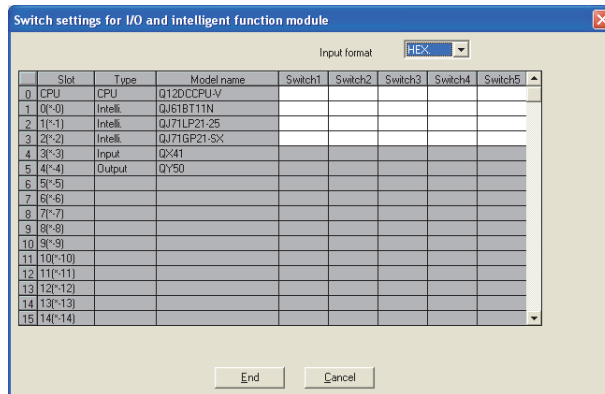 Switch settings for I/O and intelligent function module
Input format HEX.
Slot Type Model name Switch1 Switch2 Switch3 Switch4 Switch5
0 CPU CPU Q12DCCPU-V
1 0(*-0) Intelli. QJ61BT11N
2 1(*-1) Intelli. QJ71LP21-25
3 2(*-2) Intelli. QJ71GP21-SX
4 3(*-3) Input QX41
5 4(*-4) Output QY50
6 5(*-5)
7 6(*-6)
8 7(*-7)
9 8(*-8)
10 9(*-9)
11 10(*-10)
12 11(*-11)
13 12(*-12)
14 13(*-13)
15 14(*-14)
End Cancel